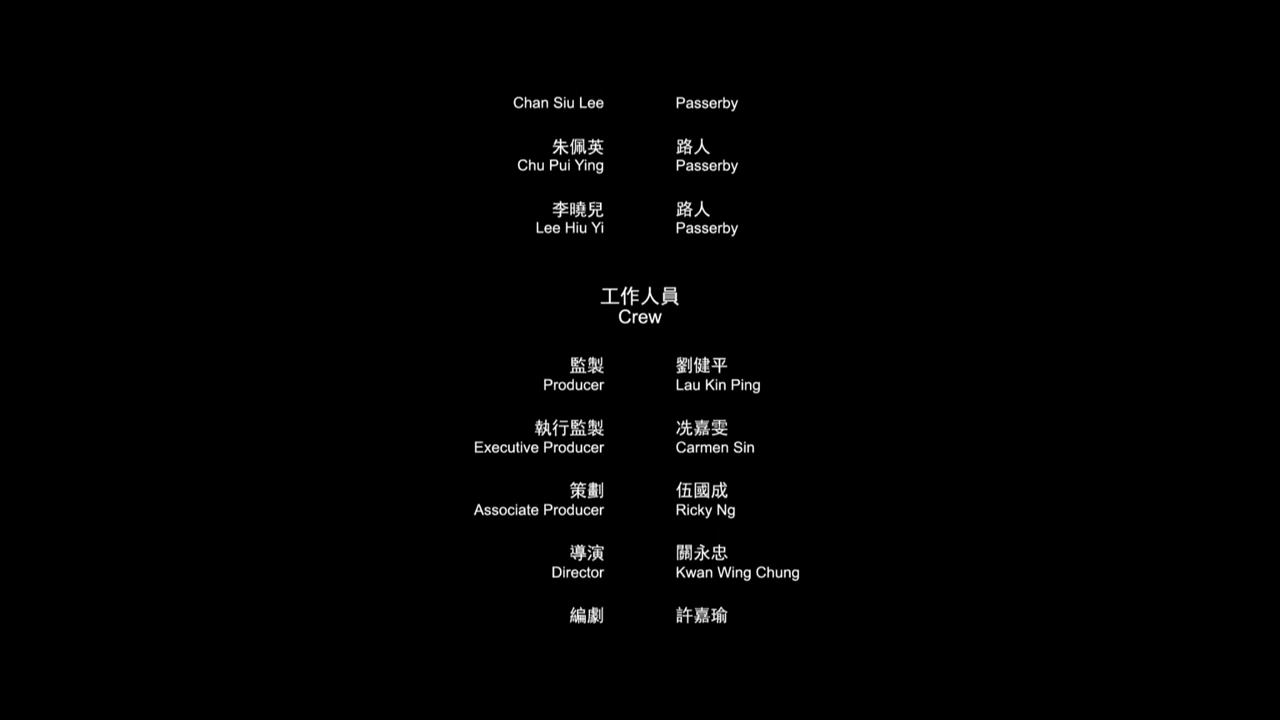 Chan Siu Lee Passerby
朱佩英 路人
Chu Pui Ying Passerby
李曉兒 路人
Lee Hiu Yi Passerby
工作人員
Crew
監製 劉健平
Producer Lau Kin Ping
執行監製 冼嘉雯
Executive Producer Carmen Sin
策劃 伍國成
Associate Producer Ricky Ng
導演 關永忠
Director Kwan Wing Chung
編劇 許嘉瑜